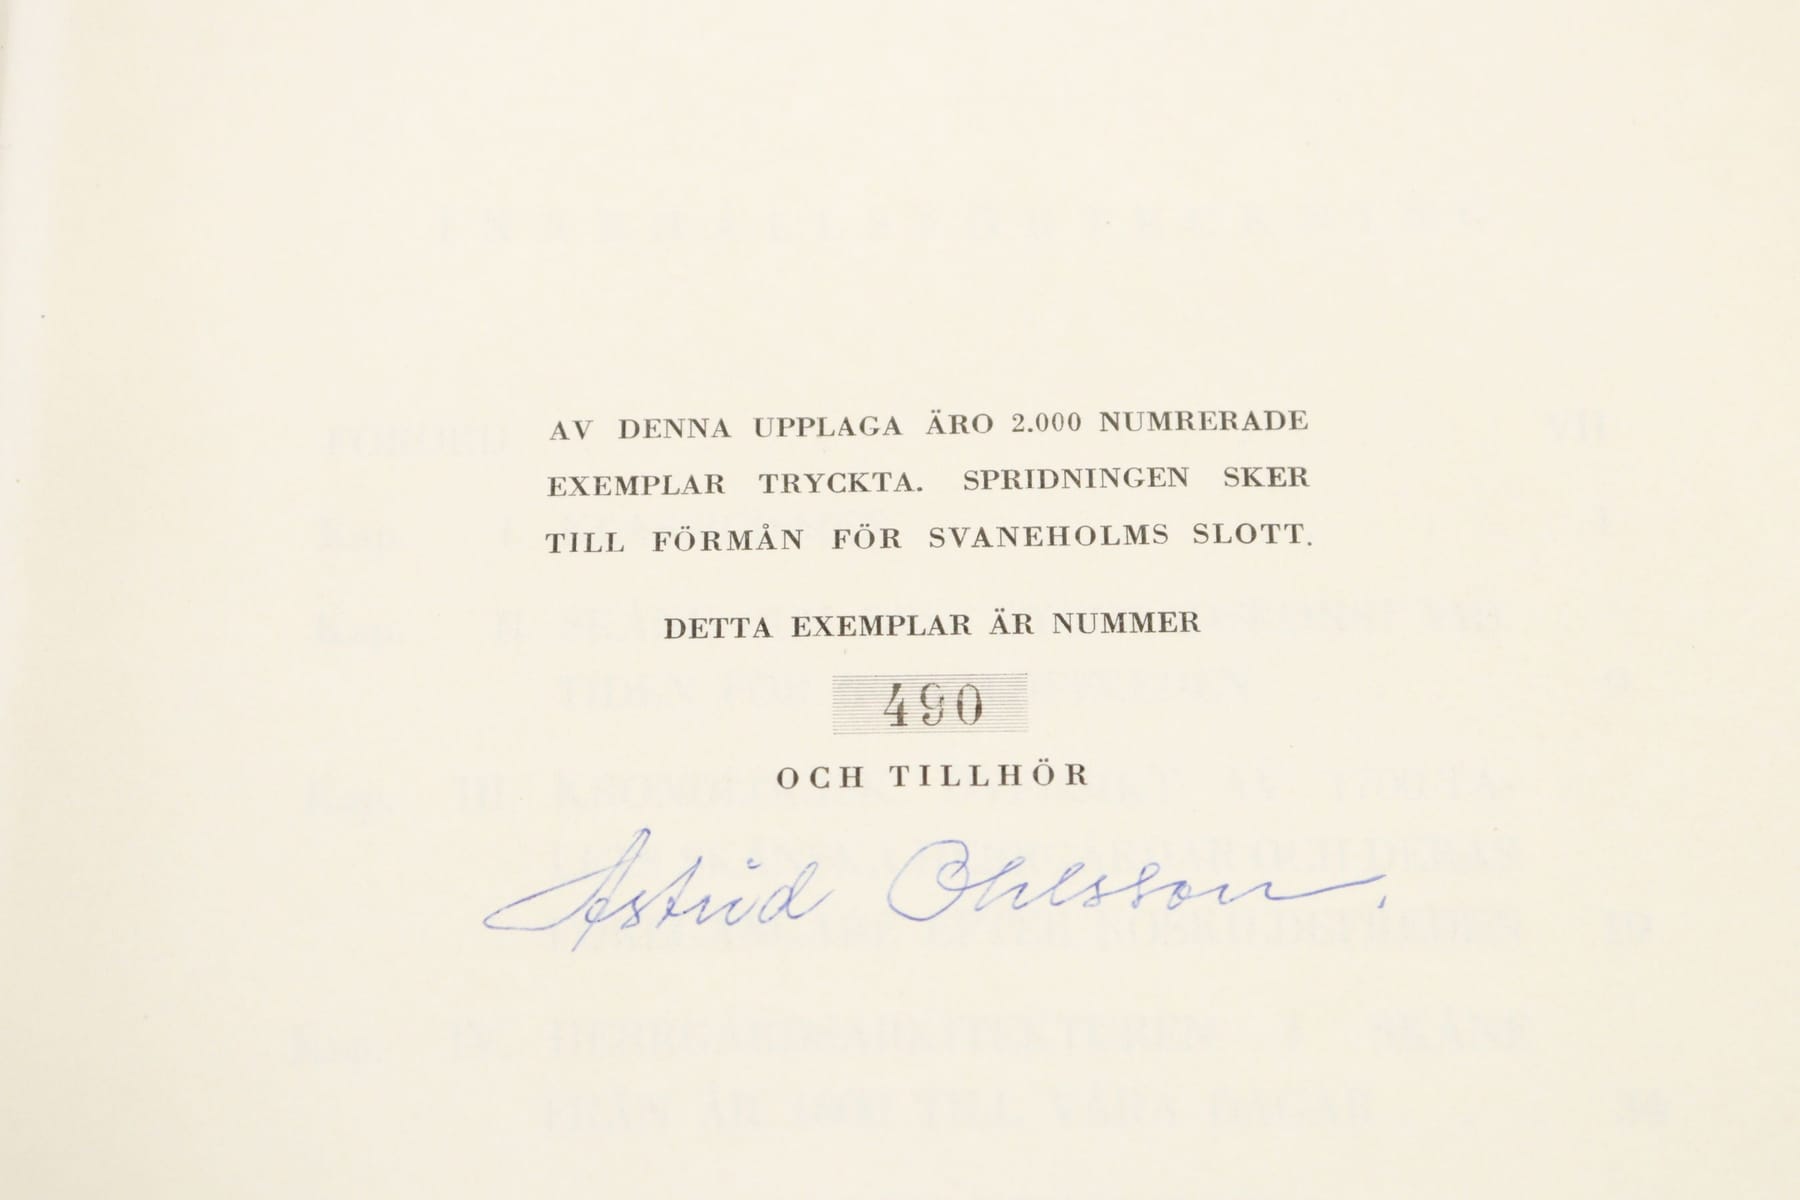 AV DENNA UPPLAGA ÄRO 2.000 NUMRERADE
EXEMPLAR TRYCKTA. SPRIDNINGEN SKER
TILL FÖRMÅN FÖR SVANEHOLMS SLOTT.
DETTA EXEMPLAR ÄR NUMMER
490
OCH TILLHÖR
Astrid Ohlsson.